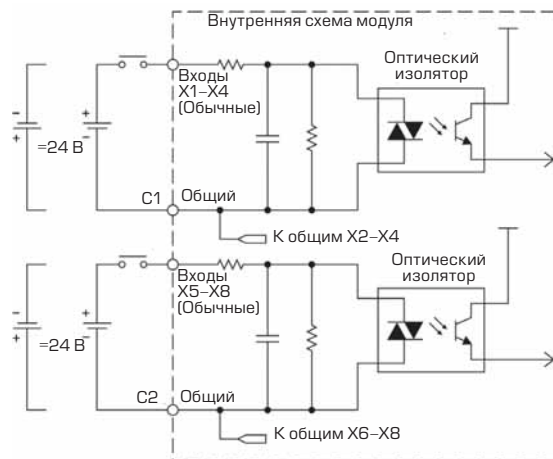 Внутренняя схема модуля
Оптический
изолятор
Входы
X1–X4
(Обычные)
- + + - =24 В
C1 Общий
К общим X2–X4
Оптический
изолятор
Входы
X5–X8
(Обычные)
- + + - =24 В
C2 Общий
К общим X6–X8